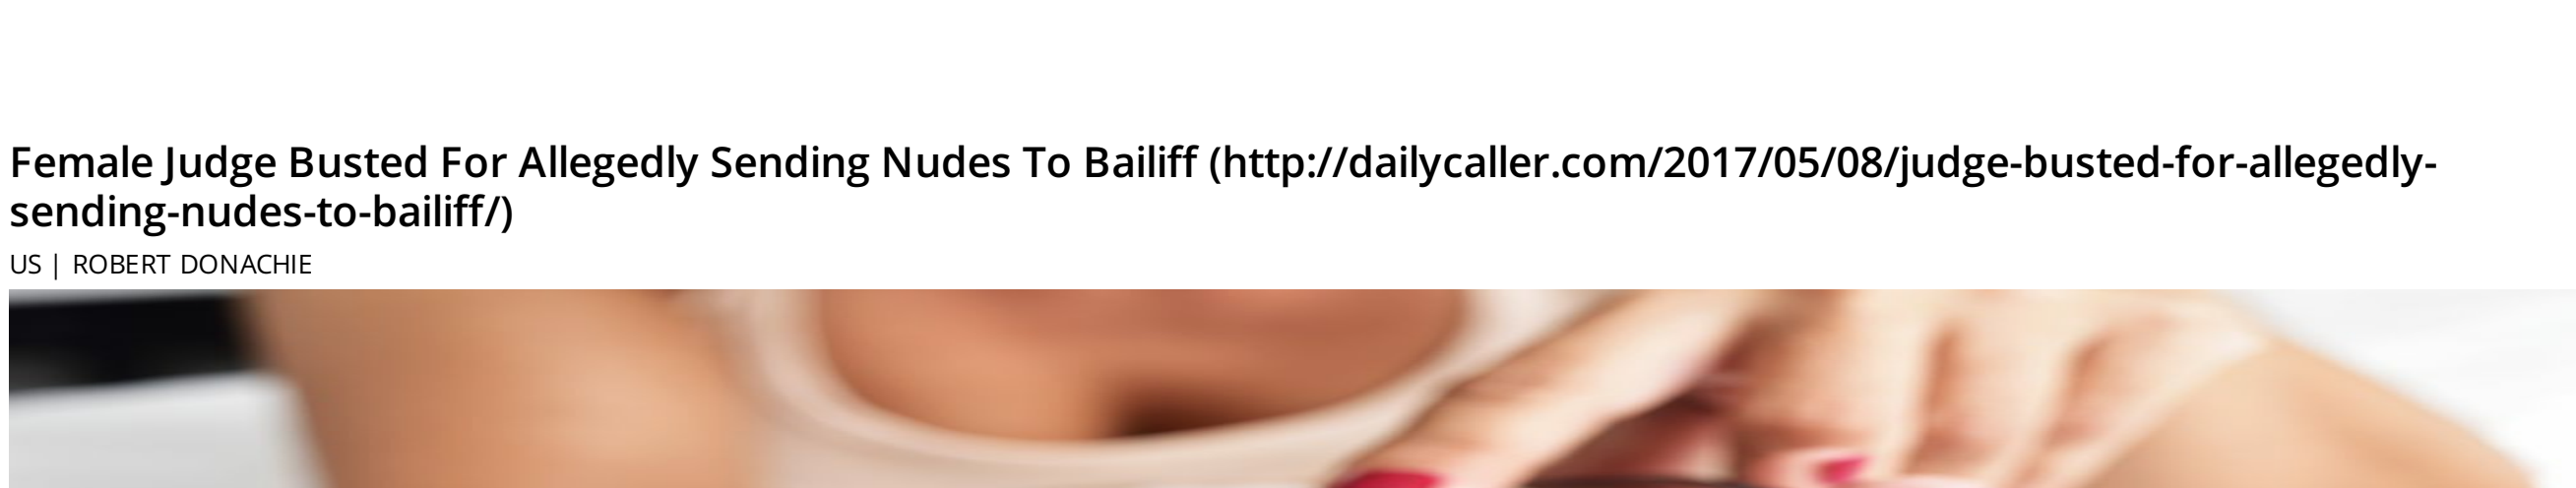 Female Judge Busted For Allegedly Sending Nudes To Bailiff (http://dailycaller.com/2017/05/08/judge-busted-for-allegedly-
sending-nudes-to-bailiff/)
US | ROBERT DONACHIE